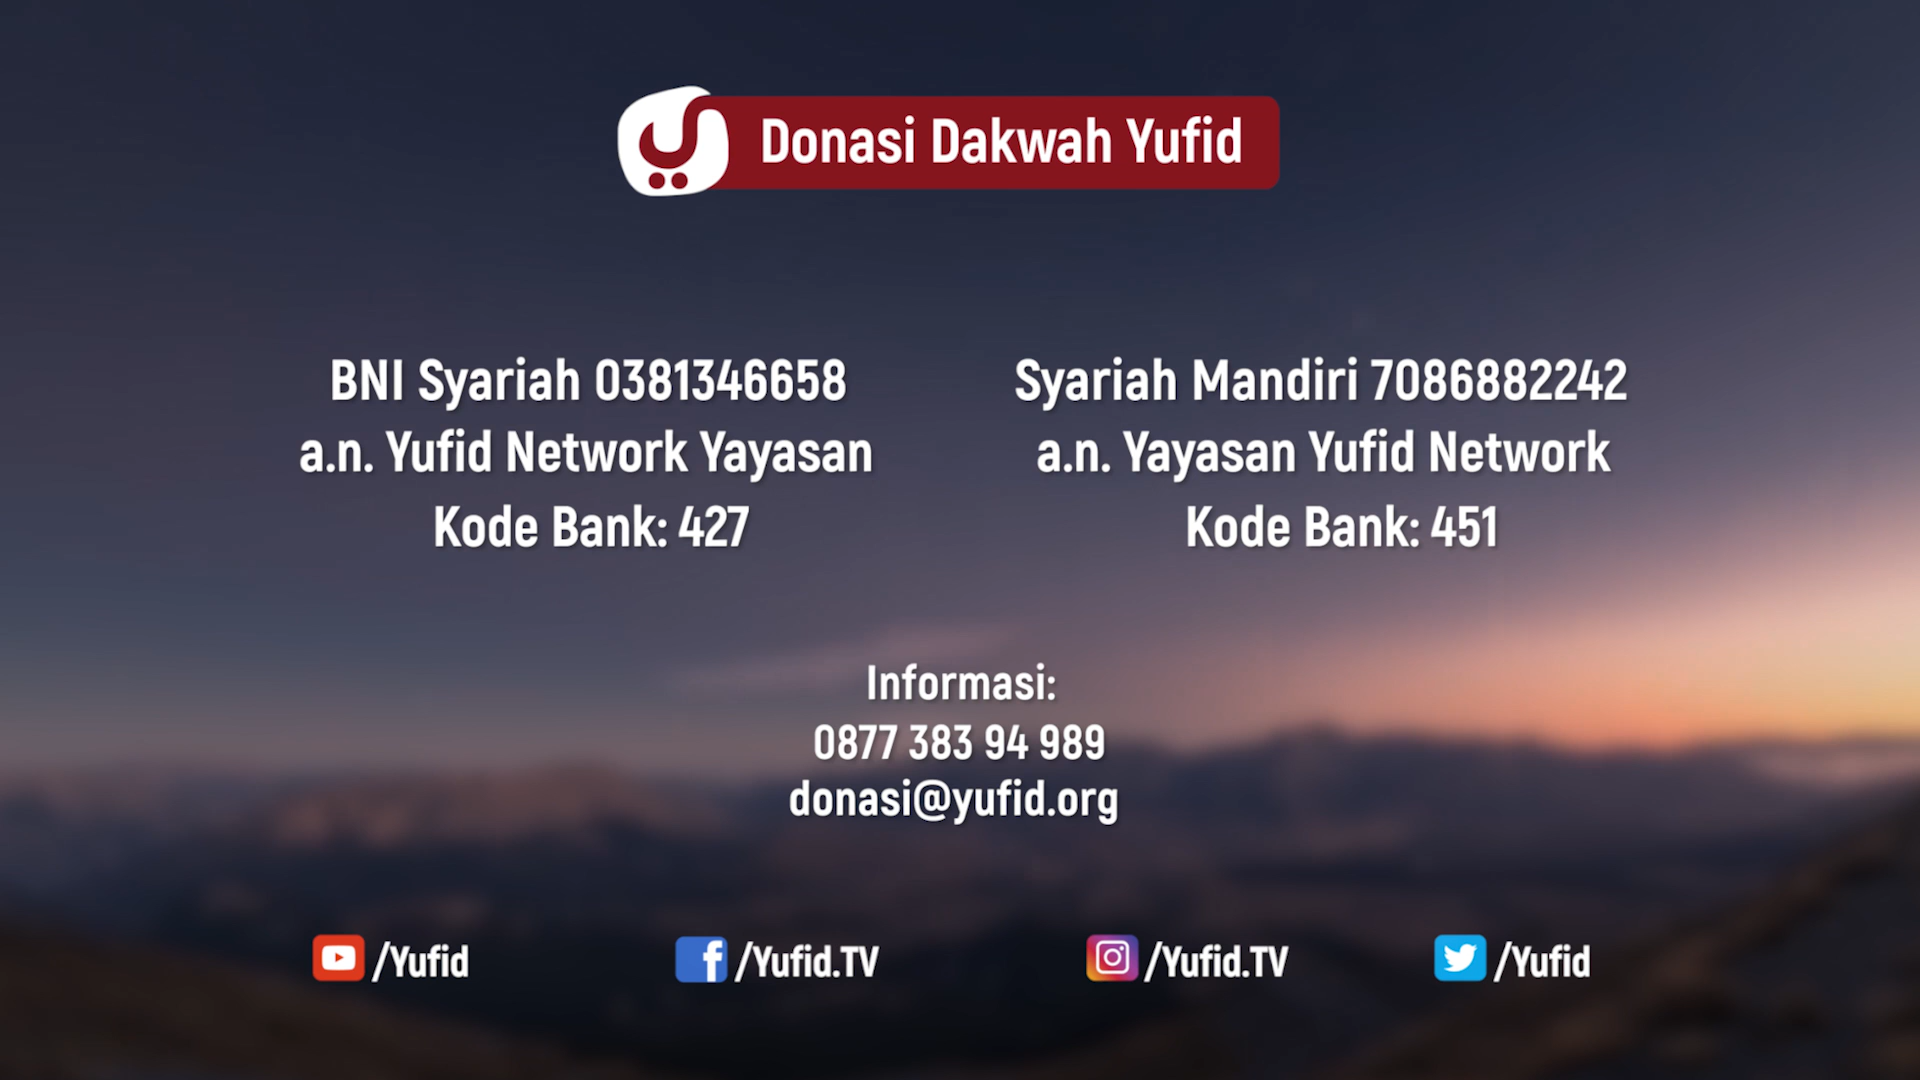 Donasi Dakwah Yufid
BNI Syariah 0381346658
a.n. Yufid Network Yayasan
Kode Bank: 427
Syariah Mandiri 7086882242
a.n. Yayasan Yufid Network
Kode Bank: 451
Informasi:
0877 383 94 989
donasi@yufid.org
/Yufid
/Yufid.TV
/Yufid.TV
/Yufid